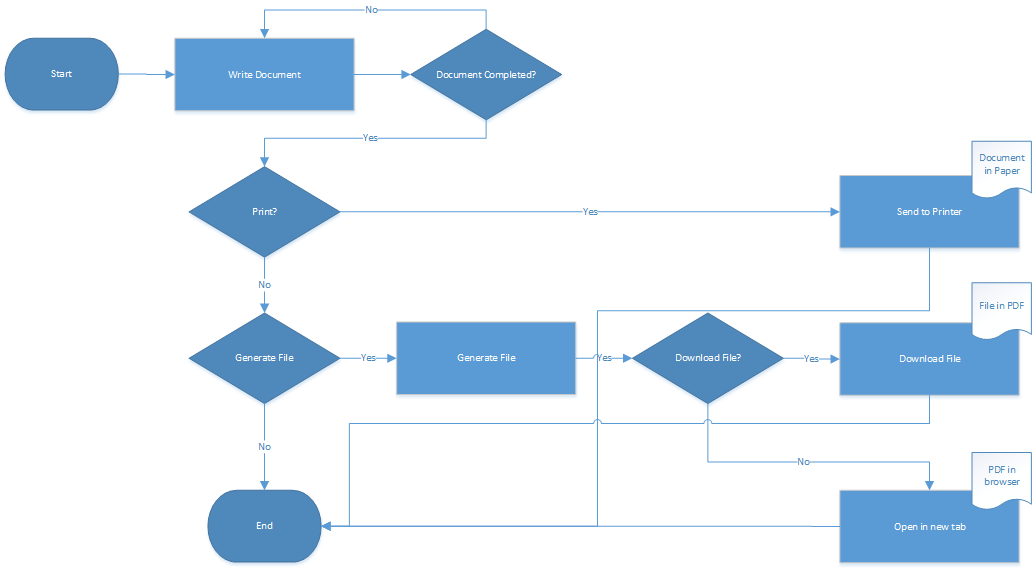 No
Start
Write Document
Document Completed?
Yes
Document
in Paper
Print?
Yes
Send to Printer
No
File in PDF
Generate File
Yes
Generate File
Yes
Download File?
Yes
Download File
No
No
PDF in
browser
End
Open in new tab